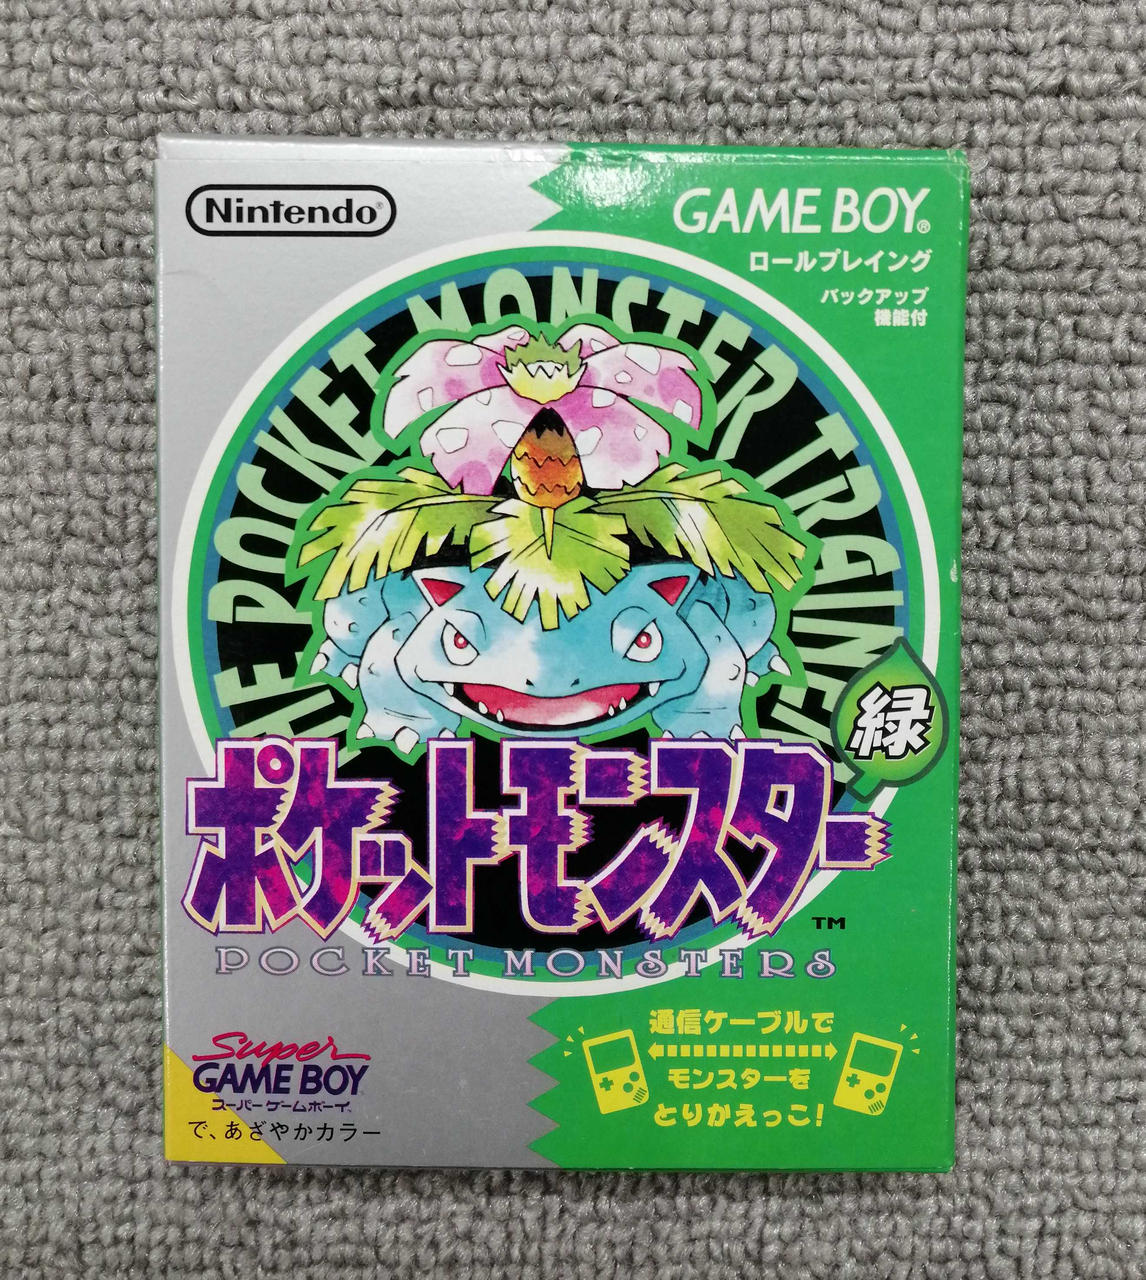 Nintendo®
GAME BOY®
ロールプレイング
バックアップ
機能付
HE POCKET MONSTER TRAINE
緑
ポケットモンスター
TM
POCKET MONSTERS
Super
GAME BOY
スーパーゲームボーイ
で、あざやかカラー
通信ケーブルで
モンスターを
とりかえっこ!